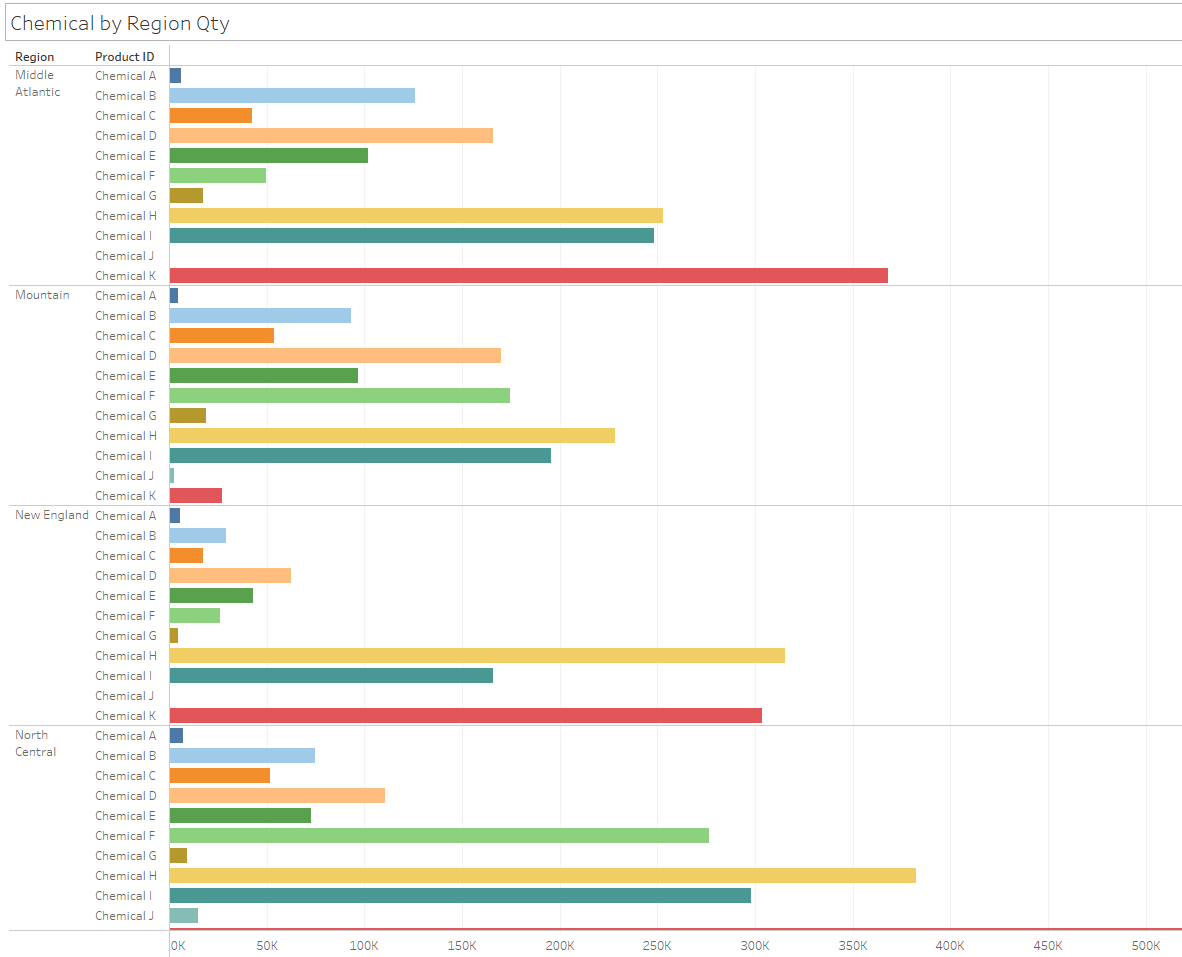 Chemical by Region Qty
Region Product ID
Middle Atlantic Chemical A
Chemical B
Chemical C
Chemical D
Chemical E
Chemical F
Chemical G
Chemical H
Chemical I
Chemical J
Chemical K
Mountain Chemical A
Chemical B
Chemical C
Chemical D
Chemical E
Chemical F
Chemical G
Chemical H
Chemical I
Chemical J
Chemical K
New England Chemical A
Chemical B
Chemical C
Chemical D
Chemical E
Chemical F
Chemical G
Chemical H
Chemical I
Chemical J
Chemical K
North Central Chemical A
Chemical B
Chemical C
Chemical D
Chemical E
Chemical F
Chemical G
Chemical H
Chemical I
Chemical J
0K 50K 100K 150K 200K 250K 300K 350K 400K 450K 500K